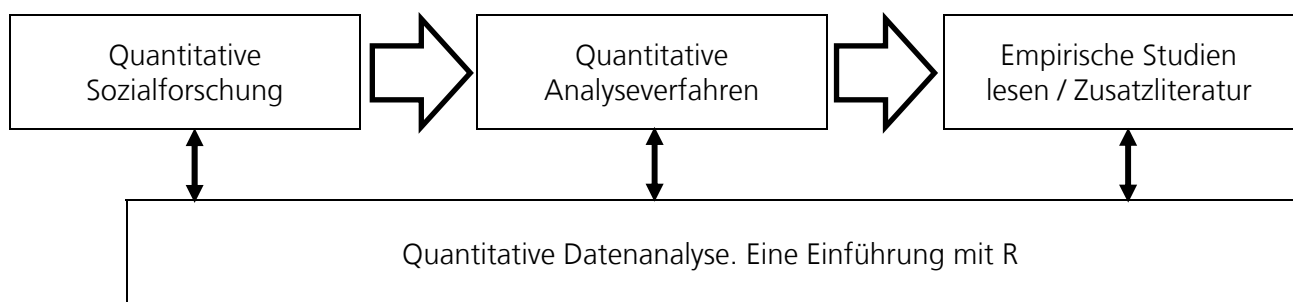 Quantitative
Sozialforschung
Quantitative
Analyseverfahren
Empirische Studien
lesen / Zusatzliteratur
Quantitative Datenanalyse. Eine Einführung mit R